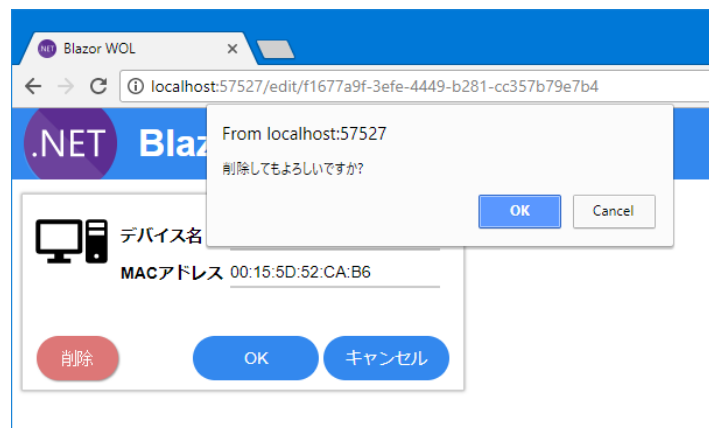 Blazor WOL
localhost:57527/edit/f1677a9f-3efe-4449-b281-cc357b79e7b4
.NET Blaz
From localhost:57527
削除してもよろしいですか?
OK Cancel
デバイス名
MACアドレス 00:15:5D:52:CA:B6
削除 OK キャンセル